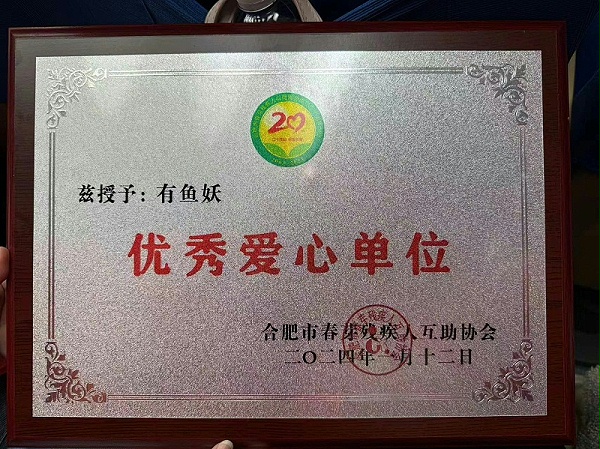 20
兹授予：有鱼妖
优秀爱心单位
合肥市春芽残疾人互助协会
二〇二四年 月十二日